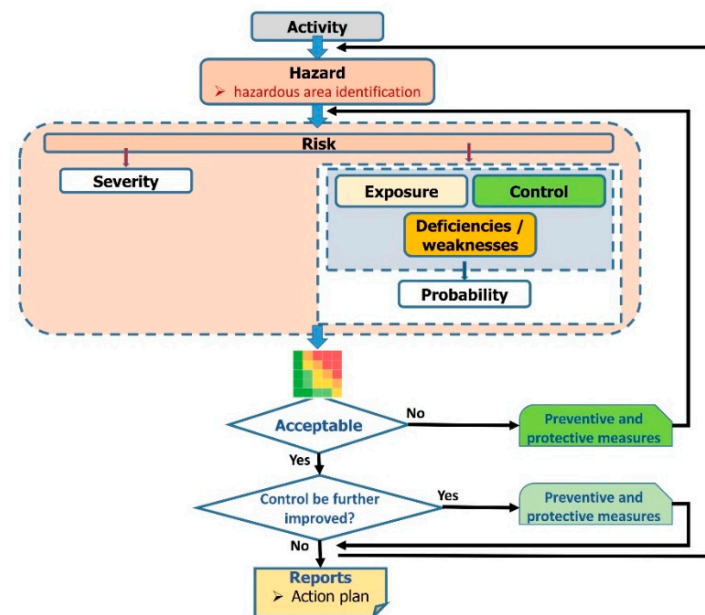 Activity
Hazard
➢ hazardous area identification
Risk
Severity
Exposure
Control
Deficiencies /
weaknesses
Probability
Acceptable
No
Preventive and
protective measures
Yes
Control be further
improved?
Yes
Preventive and
protective measures
No
Reports
➢ Action plan